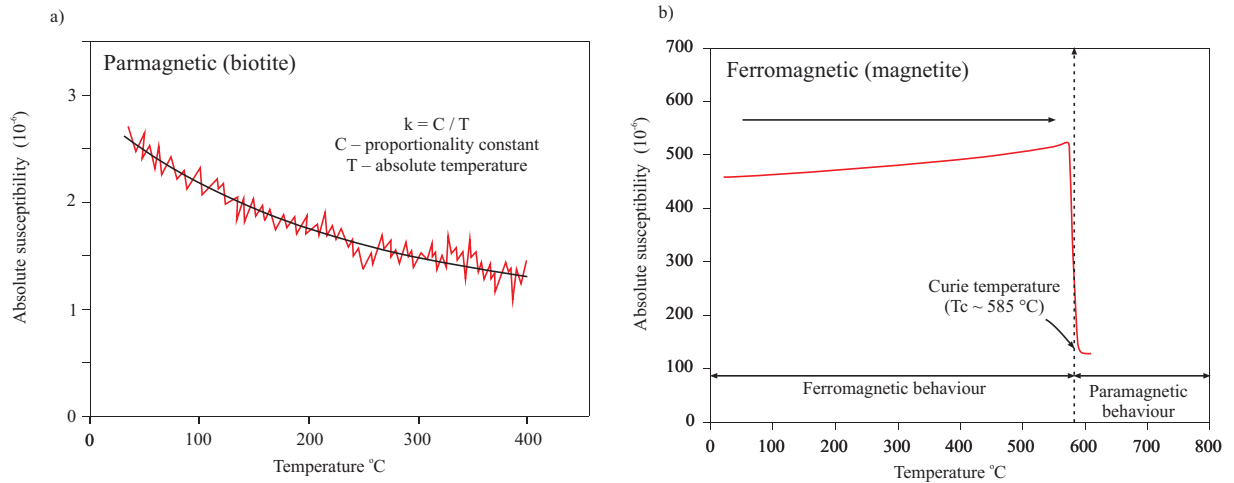 a)
Parmagnetic (biotite)
k = C / T
C – proportionality constant
T – absolute temperature
Absolute susceptibility (10⁻⁶)
3
2
1
0
0 100 200 300 400
Temperature °C
b)
Ferromagnetic (magnetite)
Curie temperature
(Tc ~ 585 °C)
Ferromagnetic behaviour
Paramagnetic
behaviour
Absolute susceptibility (10⁻⁶)
700
600
500
400
300
200
100
0
0 100 200 300 400 500 600 700 800
Temperature °C